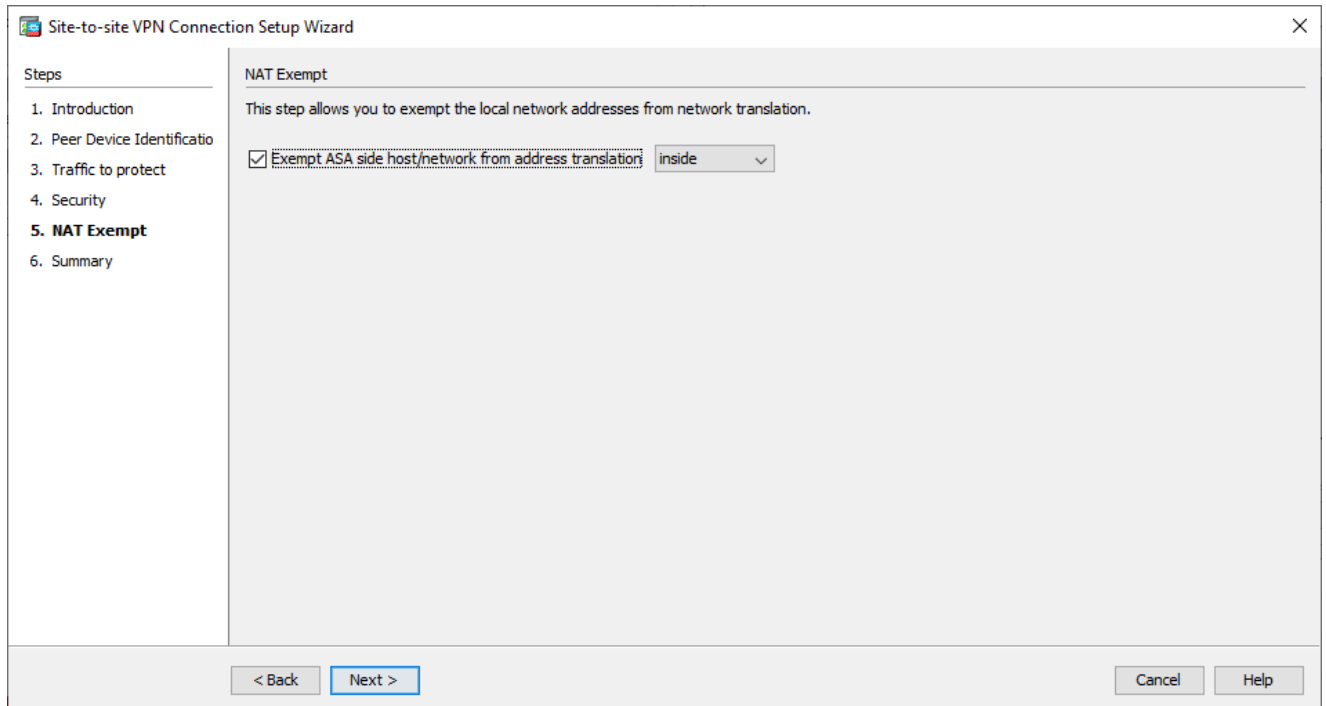 Site-to-site VPN Connection Setup Wizard
Steps
1. Introduction
2. Peer Device Identificatio
3. Traffic to protect
4. Security
5. NAT Exempt
6. Summary
NAT Exempt
This step allows you to exempt the local network addresses from network translation.
Exempt ASA side host/network from address translation inside
< Back Next > Cancel Help